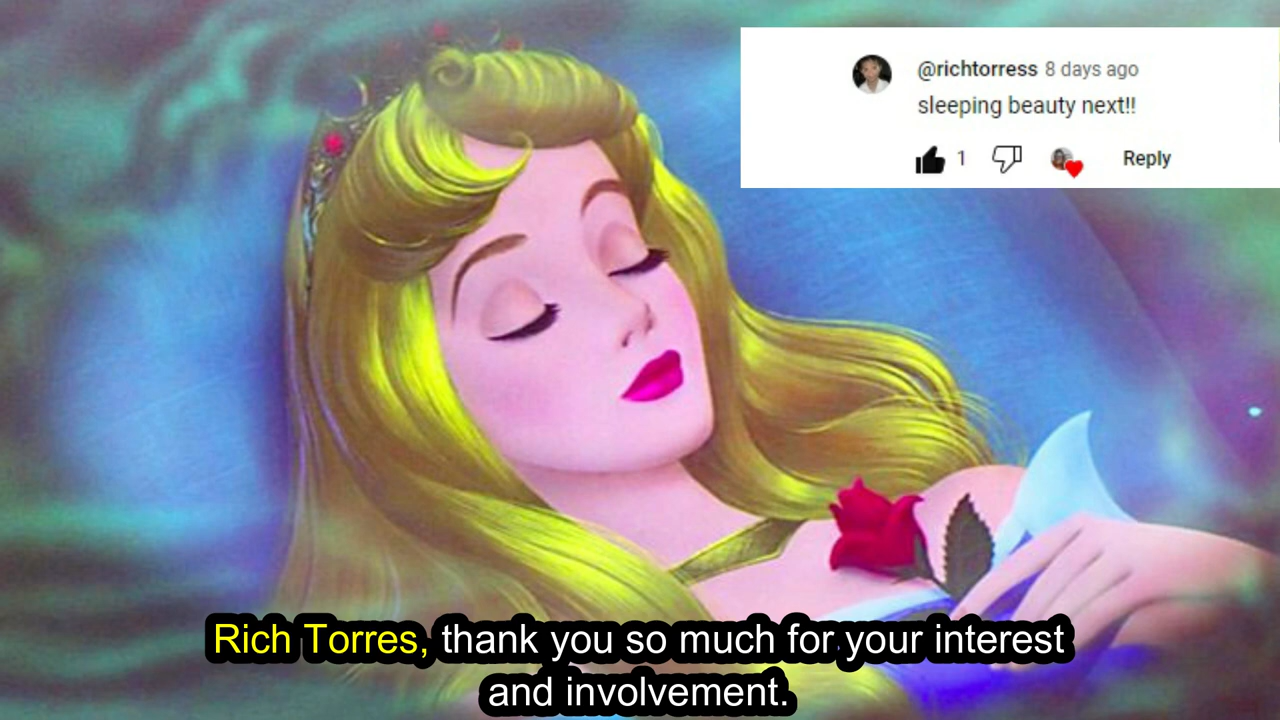 @richtorress 8 days ago
sleeping beauty next!!
1 Reply
Rich Torres, thank you so much for your interest
and involvement.